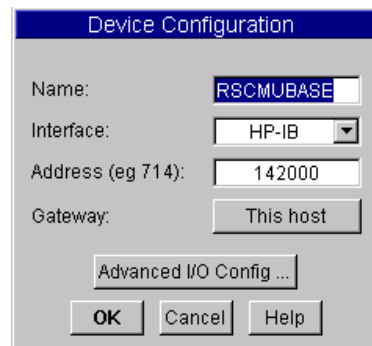 Device Configuration
Name: RSCMUBASE
Interface: HP-IB
Address (eg 714): 142000
Gateway: This host
Advanced I/O Config ...
OK Cancel Help